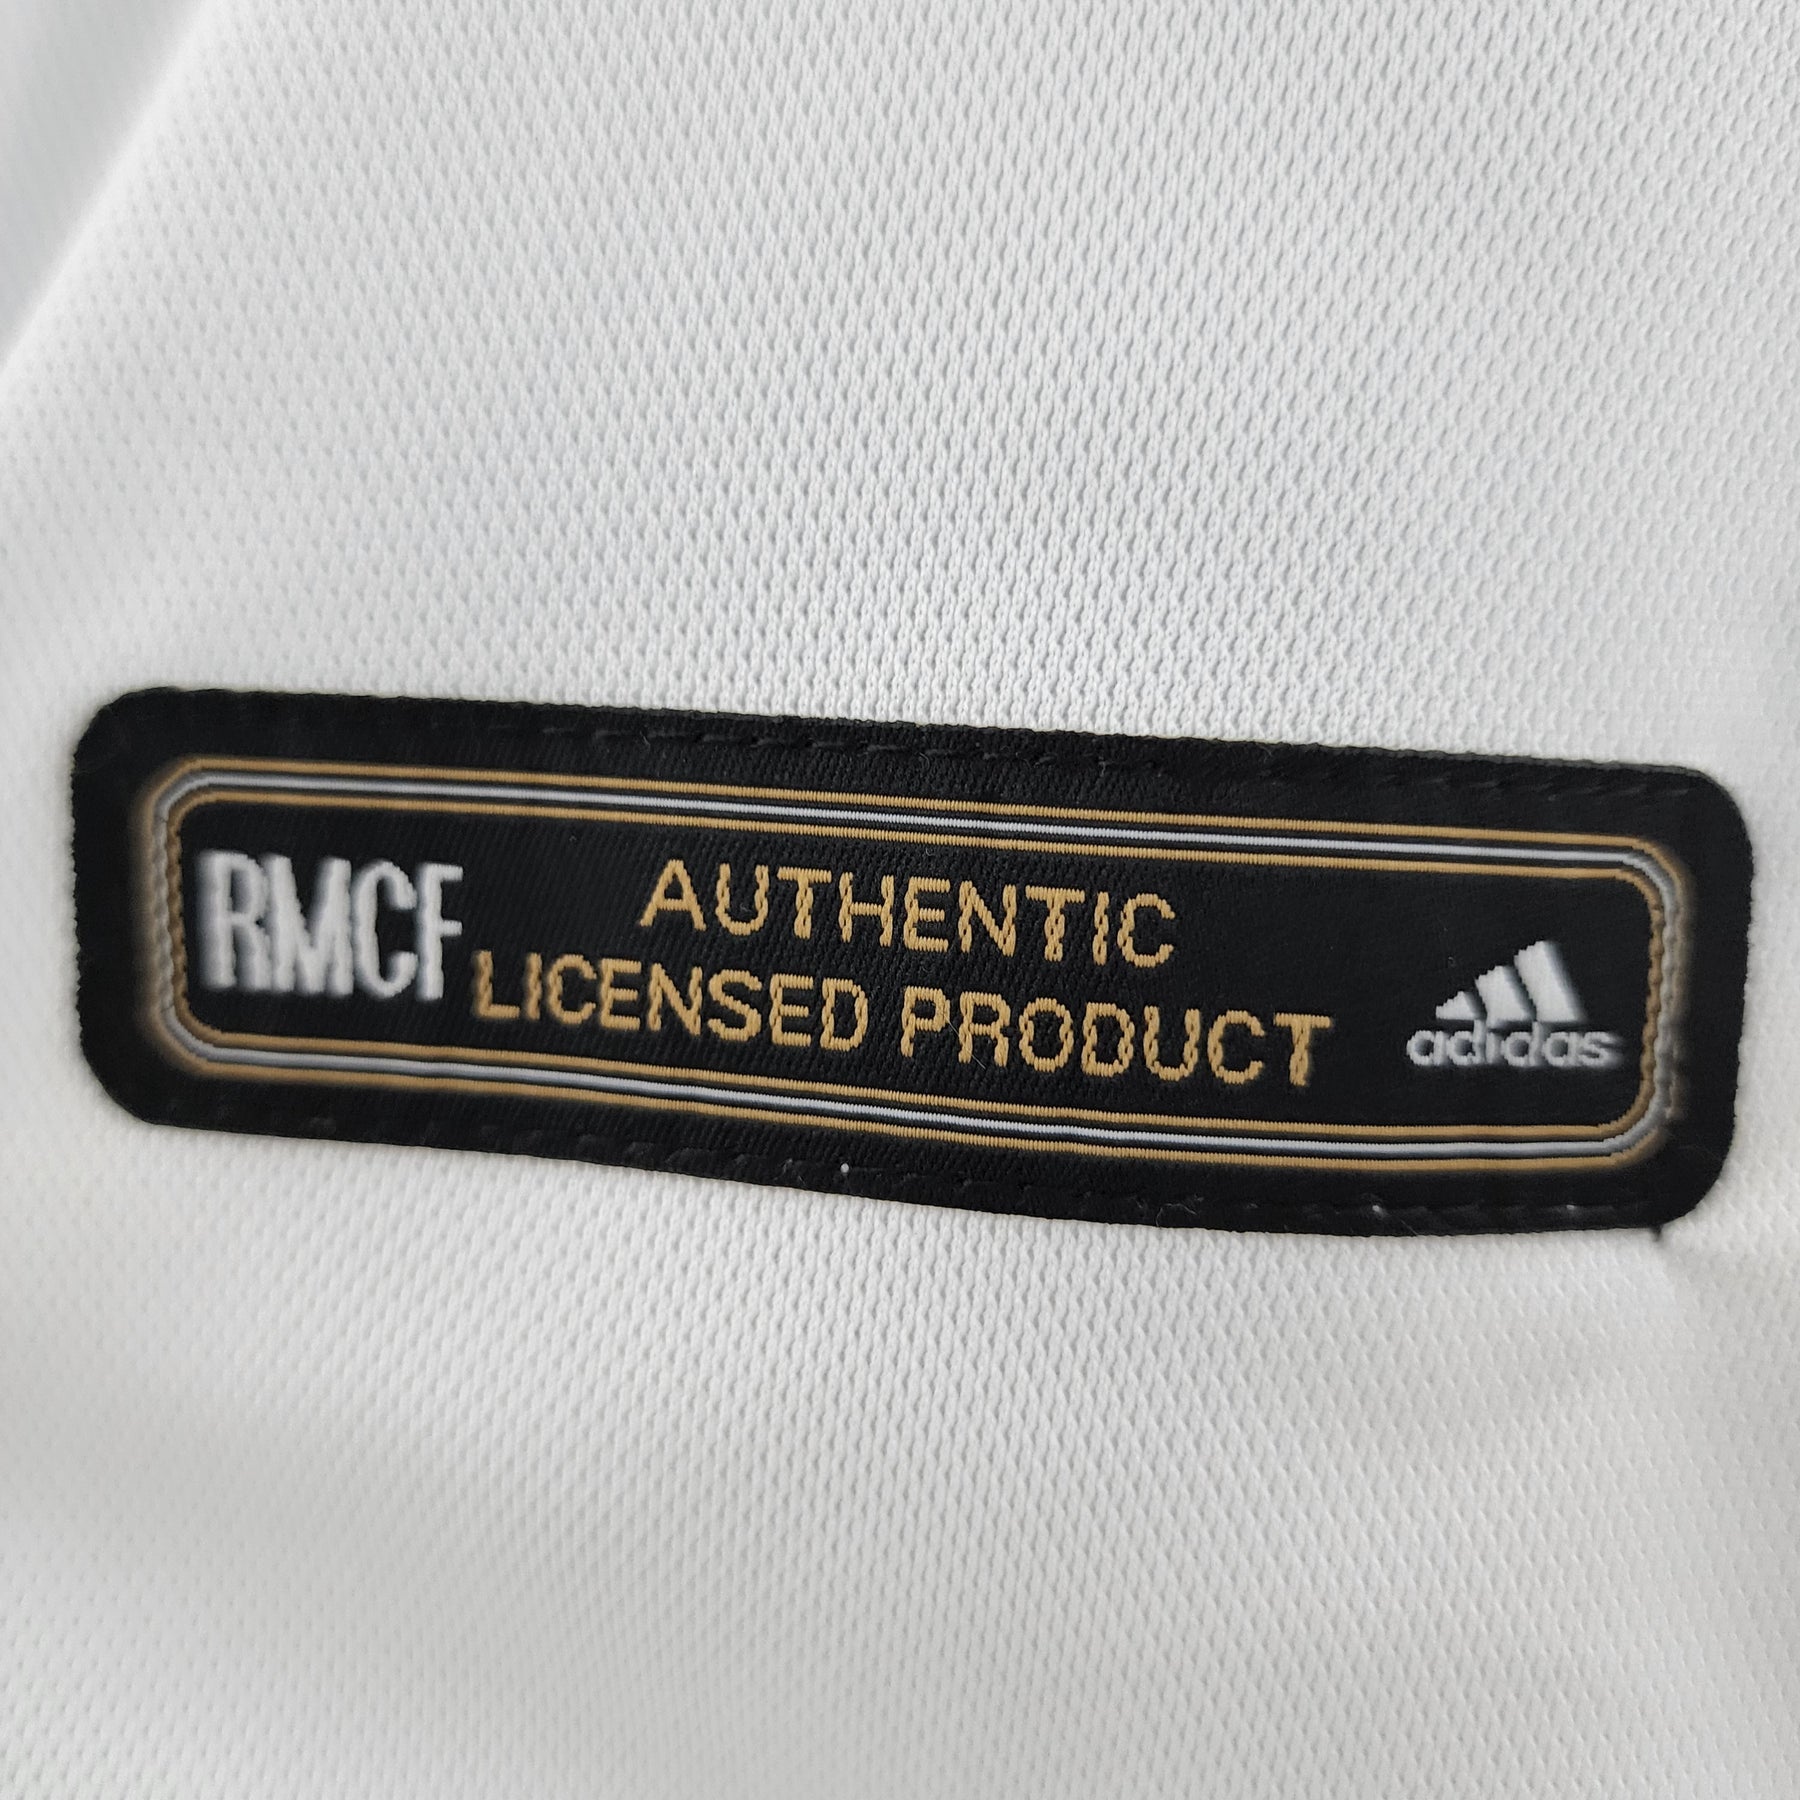 RMCF
AUTHENTIC
LICENSED PRODUCT
adidas